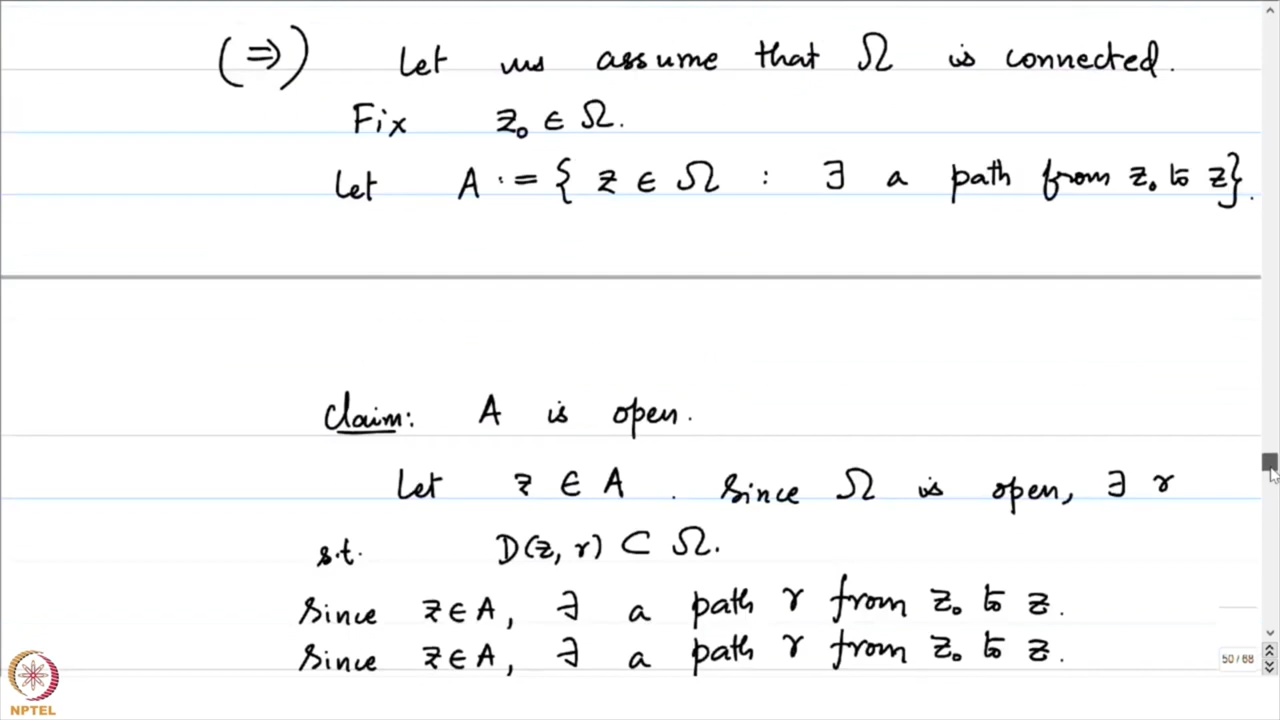 (⇒) Let us assume that Ω is connected.
Fix z₀ ∈ Ω.
Let A := { z ∈ Ω : ∃ a path from z₀ to z}.
Claim: A is open.
Let z ∈ A . Since Ω is open, ∃ r
s.t. D(z, r) ⊂ Ω.
Since z ∈ A, ∃ a path γ from z₀ to z.
Since z ∈ A, ∃ a path γ from z₀ to z.
50 / 68
NPTEL